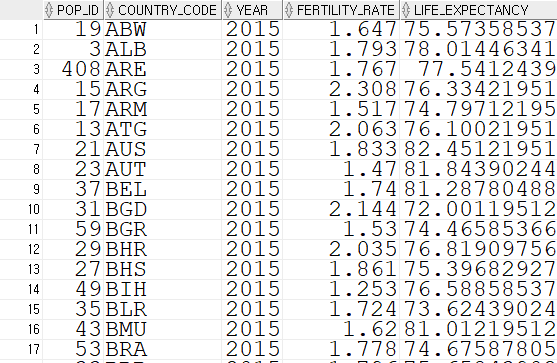 POP_ID COUNTRY_CODE YEAR FERTILITY_RATE LIFE_EXPECTANCY
1 19 ABW 2015 1.647 75.57358537
2 3 ALB 2015 1.793 78.01446341
3 408 ARE 2015 1.767 77.5412439
4 15 ARG 2015 2.308 76.33421951
5 17 ARM 2015 1.517 74.79712195
6 13 ATG 2015 2.063 76.10021951
7 21 AUS 2015 1.833 82.45121951
8 23 AUT 2015 1.47 81.84390244
9 37 BEL 2015 1.74 81.28780488
10 31 BGD 2015 2.144 72.00119512
11 59 BGR 2015 1.53 74.46585366
12 29 BHR 2015 2.035 76.81909756
13 27 BHS 2015 1.861 75.39682927
14 49 BIH 2015 1.253 76.58858537
15 35 BLR 2015 1.724 73.62439024
16 43 BMU 2015 1.62 81.01219512
17 53 BRA 2015 1.778 74.67587805